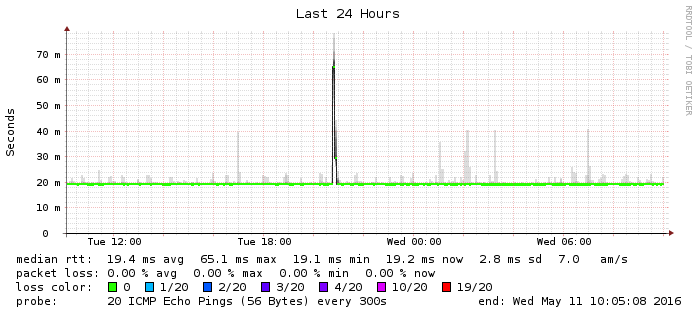 Last 24 Hours
RRDTOOL / TOBI OETIKER
Seconds
70 m
60 m
50 m
40 m
30 m
20 m
10 m
0
Tue 12:00 Tue 18:00 Wed 00:00 Wed 06:00
median rtt: 19.4 ms avg 65.1 ms max 19.1 ms min 19.2 ms now 2.8 ms sd 7.0 am/s
packet loss: 0.00 % avg 0.00 % max 0.00 % min 0.00 % now
loss color: 0 1/20 2/20 3/20 4/20 10/20 19/20
probe: 20 ICMP Echo Pings (56 Bytes) every 300s end: Wed May 11 10:05:08 2016